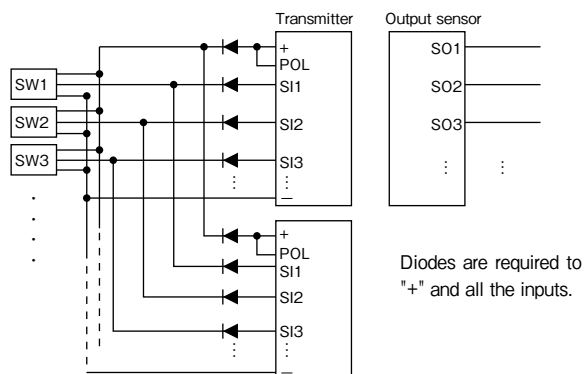 Transmitter
Output sensor
+
POL
SI1
SI2
SI3
⋮
⋮
−
SW1
SW2
SW3
SO1
SO2
SO3
⋮
⋮
+
POL
SI1
SI2
SI3
⋮
⋮
−
Diodes are required to
"+" and all the inputs.